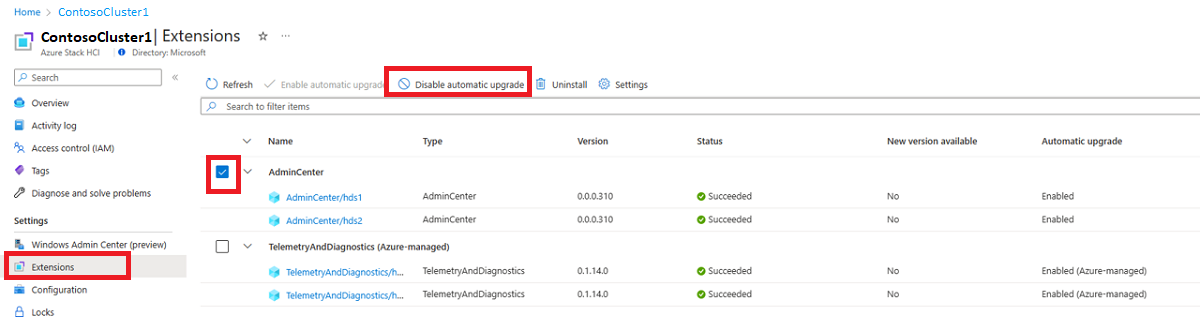 Home > ContosoCluster1
ContosoCluster1 | Extensions ☆ ...
Azure Stack HCI Directory: Microsoft
Search «
Overview
Activity log
Access control (IAM)
Tags
Diagnose and solve problems
Settings
Windows Admin Center (preview)
Extensions
Configuration
Locks
Refresh Enable automatic upgrade Disable automatic upgrade Uninstall Settings
Search to filter items
Name Type Version Status New version available Automatic upgrade
AdminCenter
AdminCenter/hds1 AdminCenter 0.0.0.310 Succeeded No Enabled
AdminCenter/hds2 AdminCenter 0.0.0.310 Succeeded No Enabled
TelemetryAndDiagnostics (Azure-managed)
TelemetryAndDiagnostics/h... TelemetryAndDiagnostics 0.1.14.0 Succeeded No Enabled (Azure-managed)
TelemetryAndDiagnostics/h... TelemetryAndDiagnostics 0.1.14.0 Succeeded No Enabled (Azure-managed)